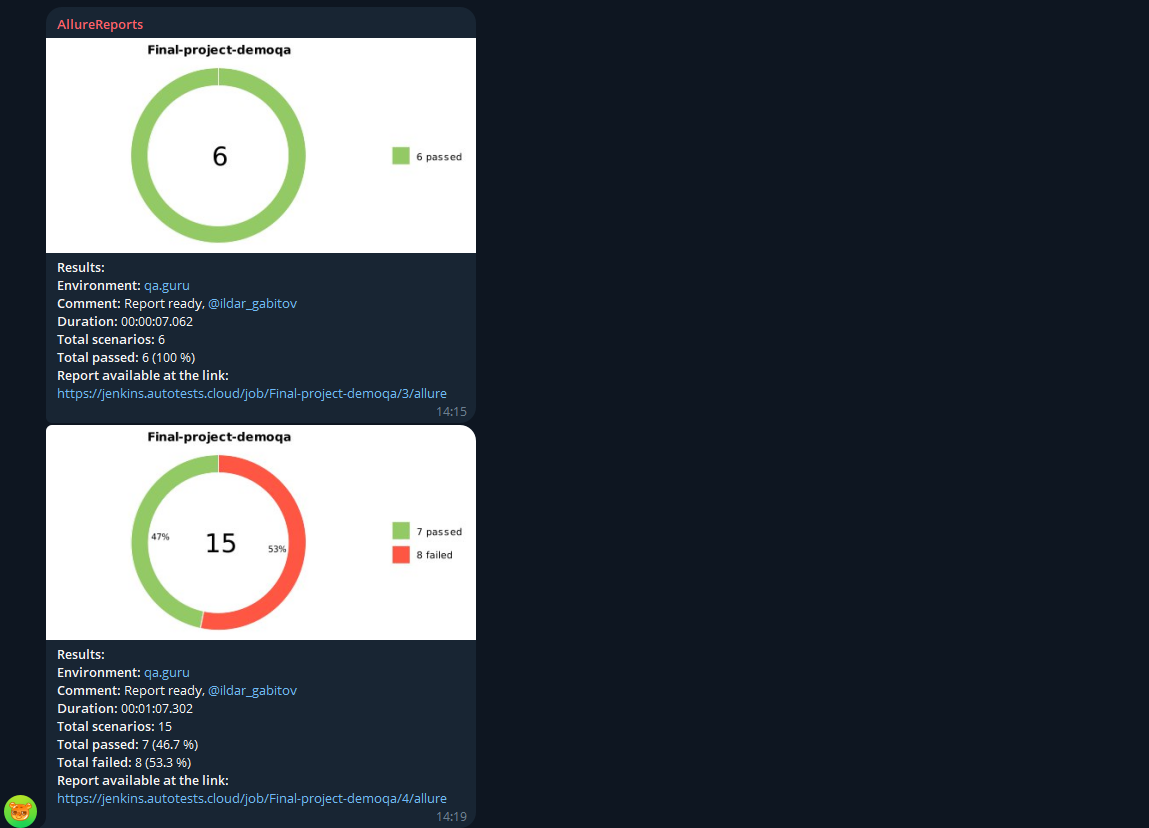 AllureReports
Final-project-demoqa
6
6 passed
Results:
Environment: qa.guru
Comment: Report ready, @ildar_gabitov
Duration: 00:00:07.062
Total scenarios: 6
Total passed: 6 (100 %)
Report available at the link:
https://jenkins.autotests.cloud/job/Final-project-demoqa/3/allure
14:15
Final-project-demoqa
47%
15
53%
7 passed
8 failed
Results:
Environment: qa.guru
Comment: Report ready, @ildar_gabitov
Duration: 00:01:07.302
Total scenarios: 15
Total passed: 7 (46.7 %)
Total failed: 8 (53.3 %)
Report available at the link:
https://jenkins.autotests.cloud/job/Final-project-demoqa/4/allure
14:19